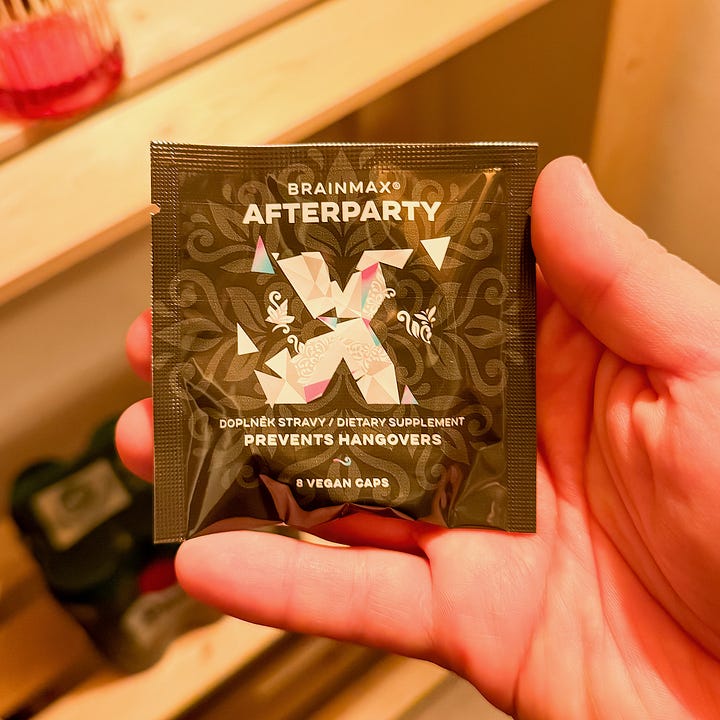 BRAINMAX®
AFTERPARTY
DOPLNĚK STRAVY / DIETARY SUPPLEMENT
PREVENTS HANGOVERS
8 VEGAN CAPS